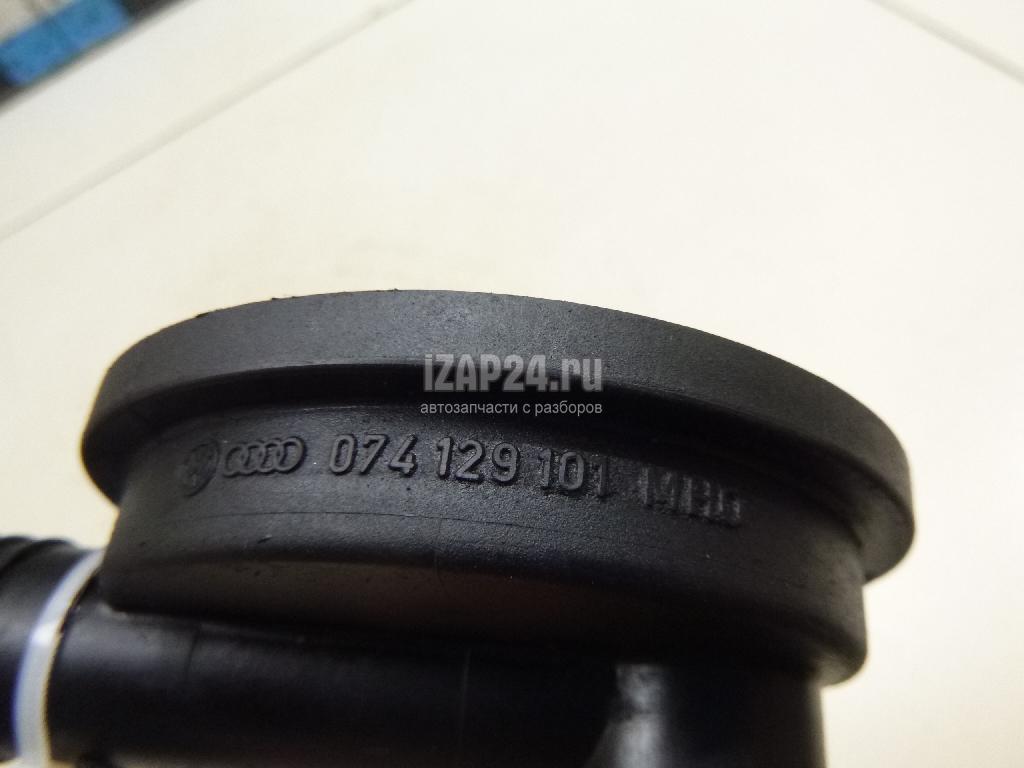 iZAP24.ru
автозапчасти с разборов
074 129 101